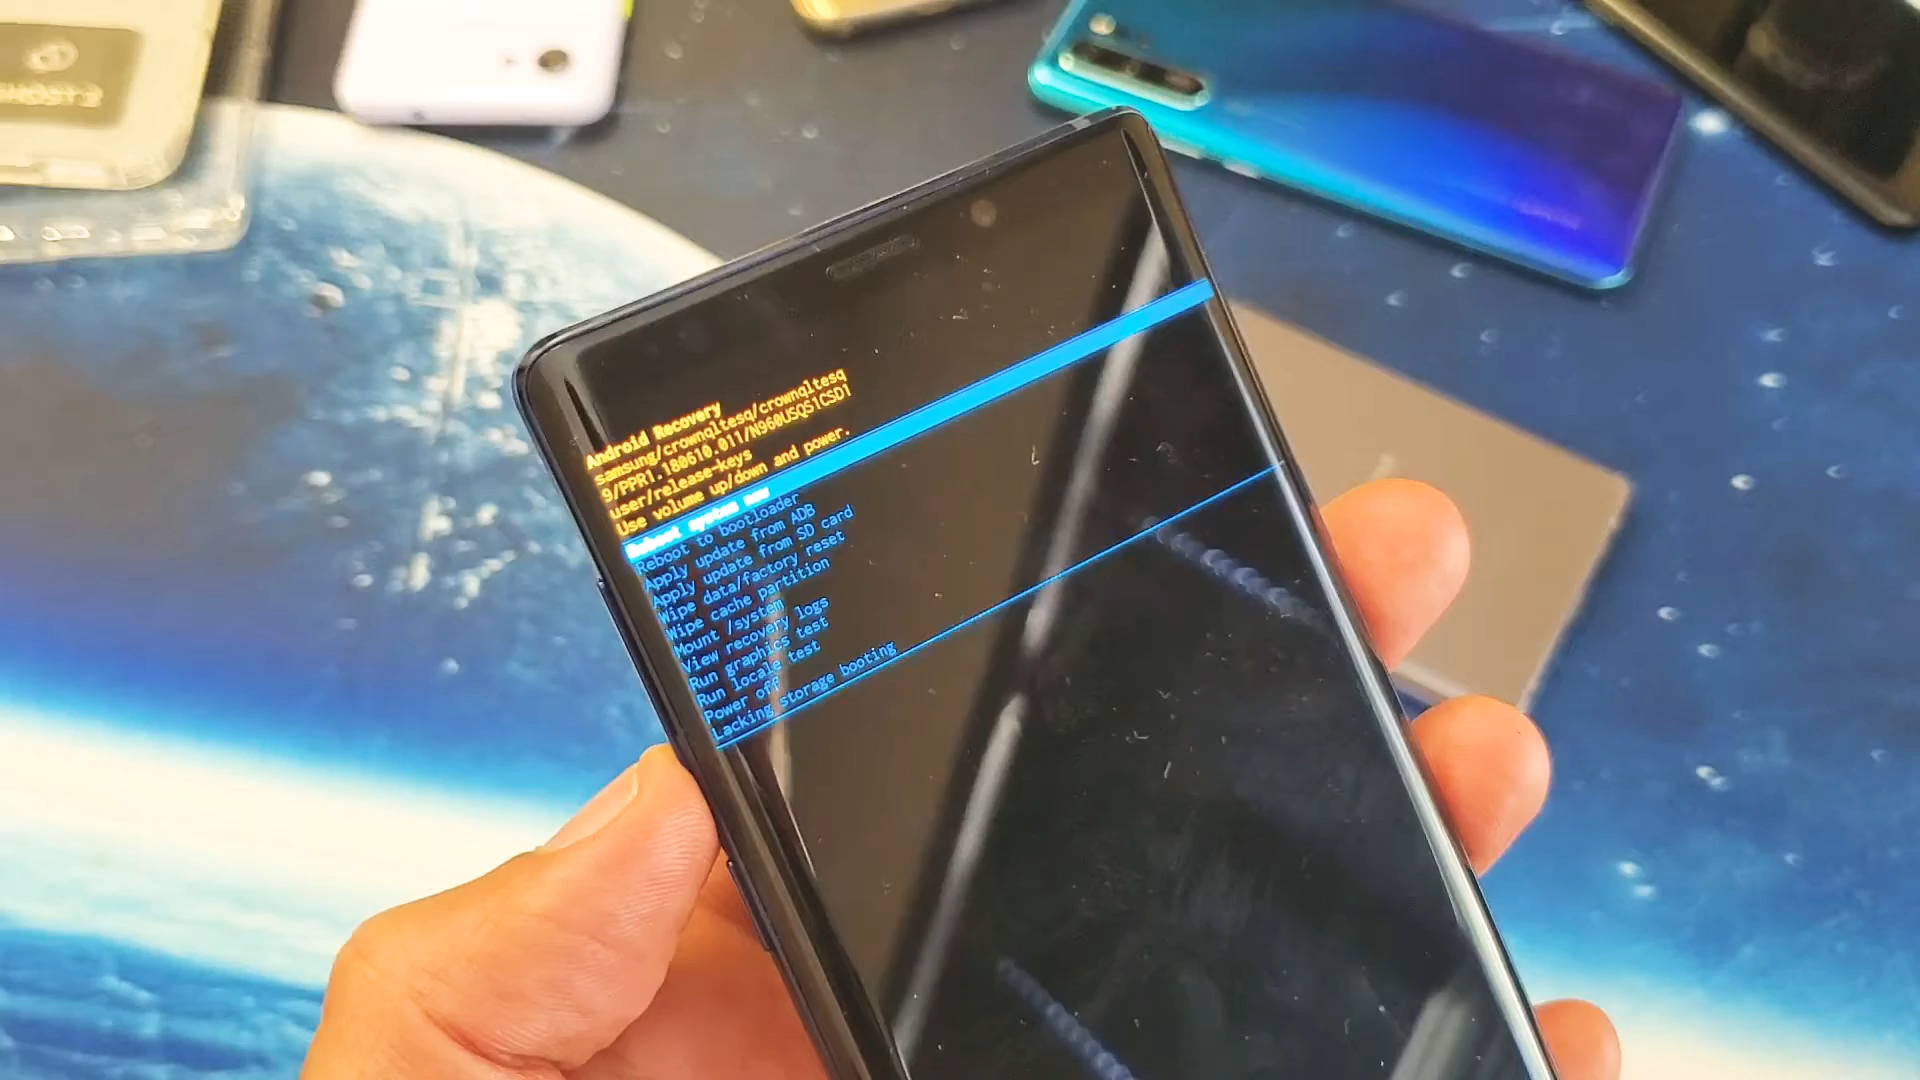 GHOST 2
Android Recovery
samsung/crownqltesq/crownqltesq
9/PPR1.180610.011/N960USQS1CSD1
user/release-keys
Use volume up/down and power.
Reboot system now
Reboot to bootloader
Apply update from ADB
Apply update from SD card
Wipe data/factory reset
Wipe cache partition
Mount /system
View recovery logs
Run graphics test
Run locale test
Power off
Lacking storage booting